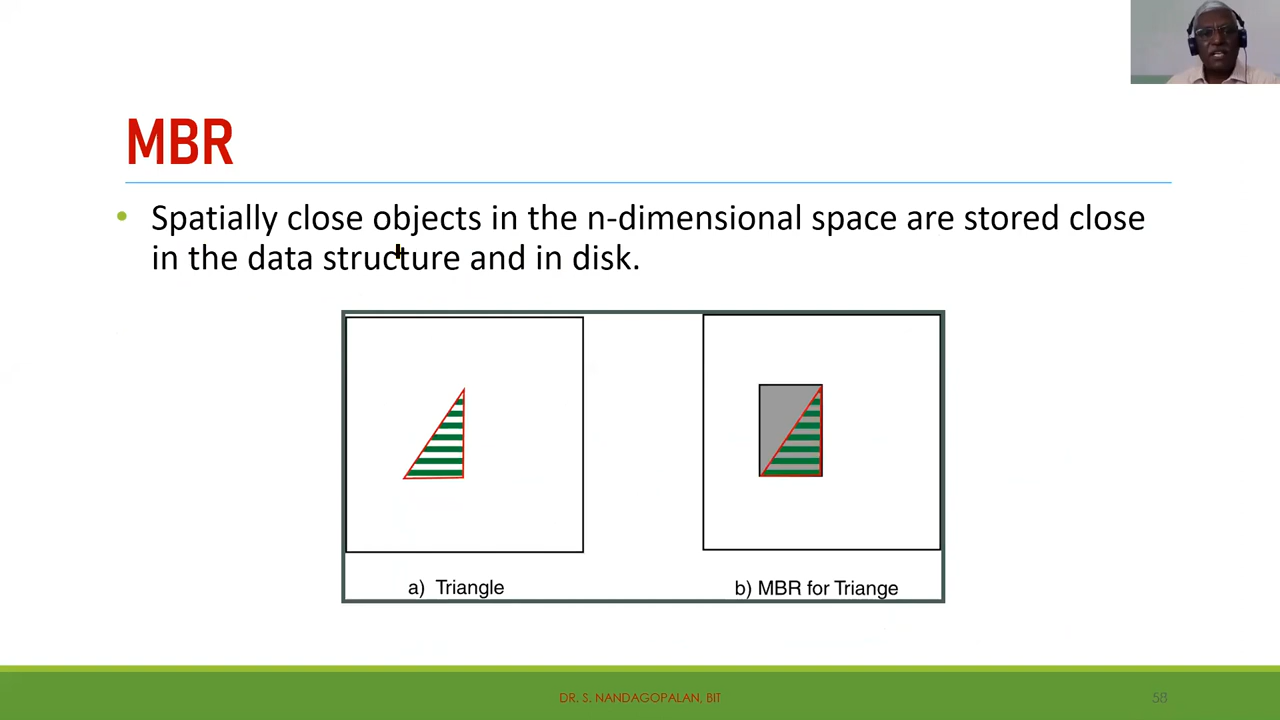 MBR
• Spatially close objects in the n-dimensional space are stored close
in the data structure and in disk.
a) Triangle
b) MBR for Triange
DR. S. NANDAGOPALAN, BIT
58